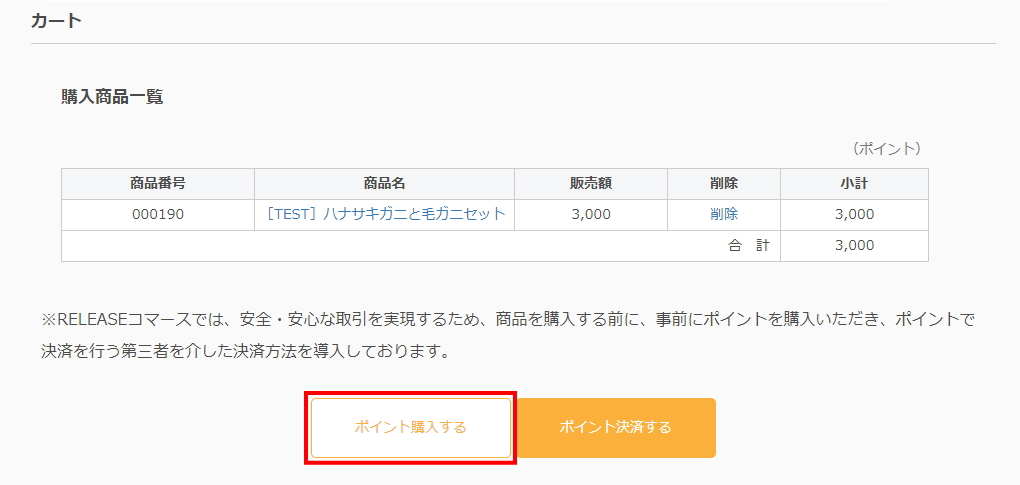 カート
購入商品一覧
（ポイント）
商品番号 商品名 販売額 削除 小計
000190 ［TEST］ハナサキガニと毛ガニセット 3,000 削除 3,000
合　計 3,000
※RELEASEコマースでは、安全・安心な取引を実現するため、商品を購入する前に、事前にポイントを購入いただき、ポイントで
決済を行う第三者を介した決済方法を導入しております。
ポイント購入する ポイント決済する